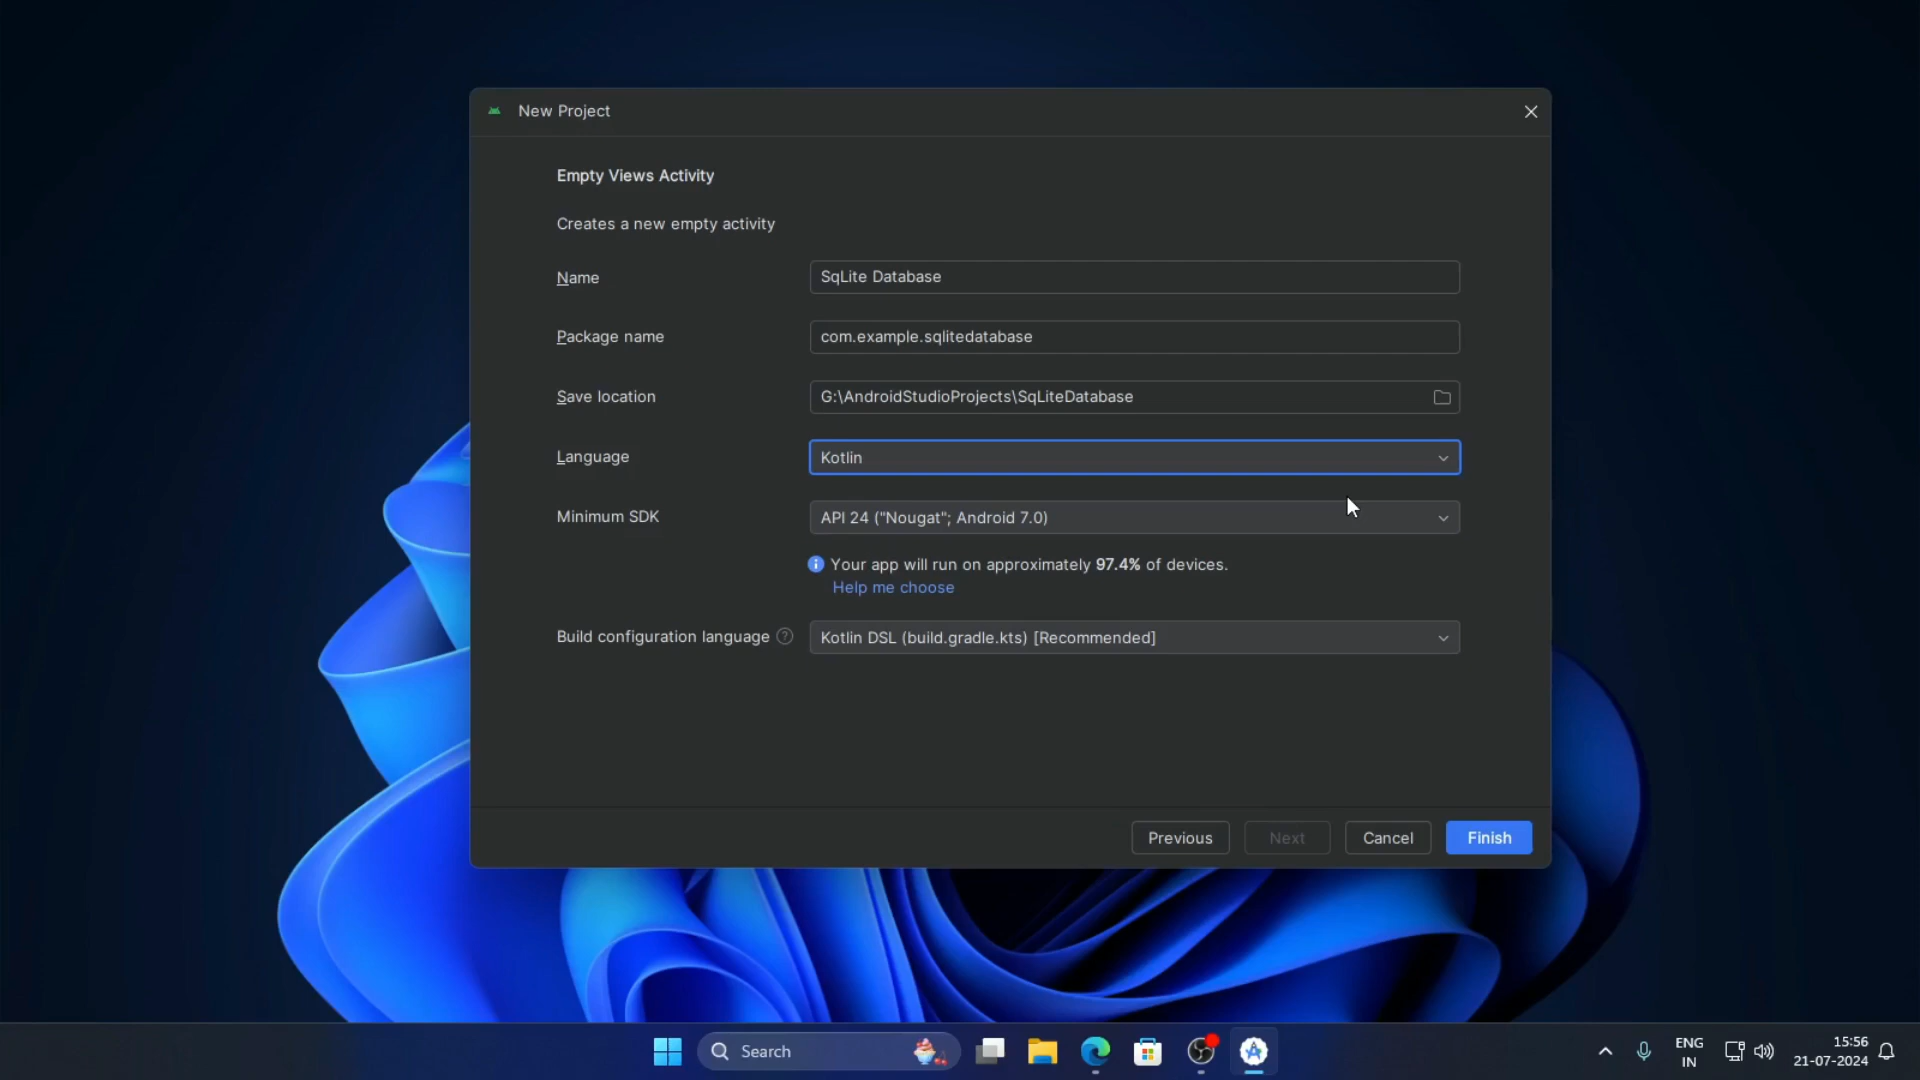 New Project
Empty Views Activity
Creates a new empty activity
Name
SqLite Database
Package name
com.example.sqlitedatabase
Save location
G:\AndroidStudioProjects\SqLiteDatabase
Language
Kotlin
Minimum SDK
API 24 ("Nougat"; Android 7.0)
Your app will run on approximately 97.4% of devices.
Help me choose
Build configuration language
Kotlin DSL (build.gradle.kts) [Recommended]
Previous
Next
Cancel
Finish
Search
ENG
IN
15:56
21-07-2024